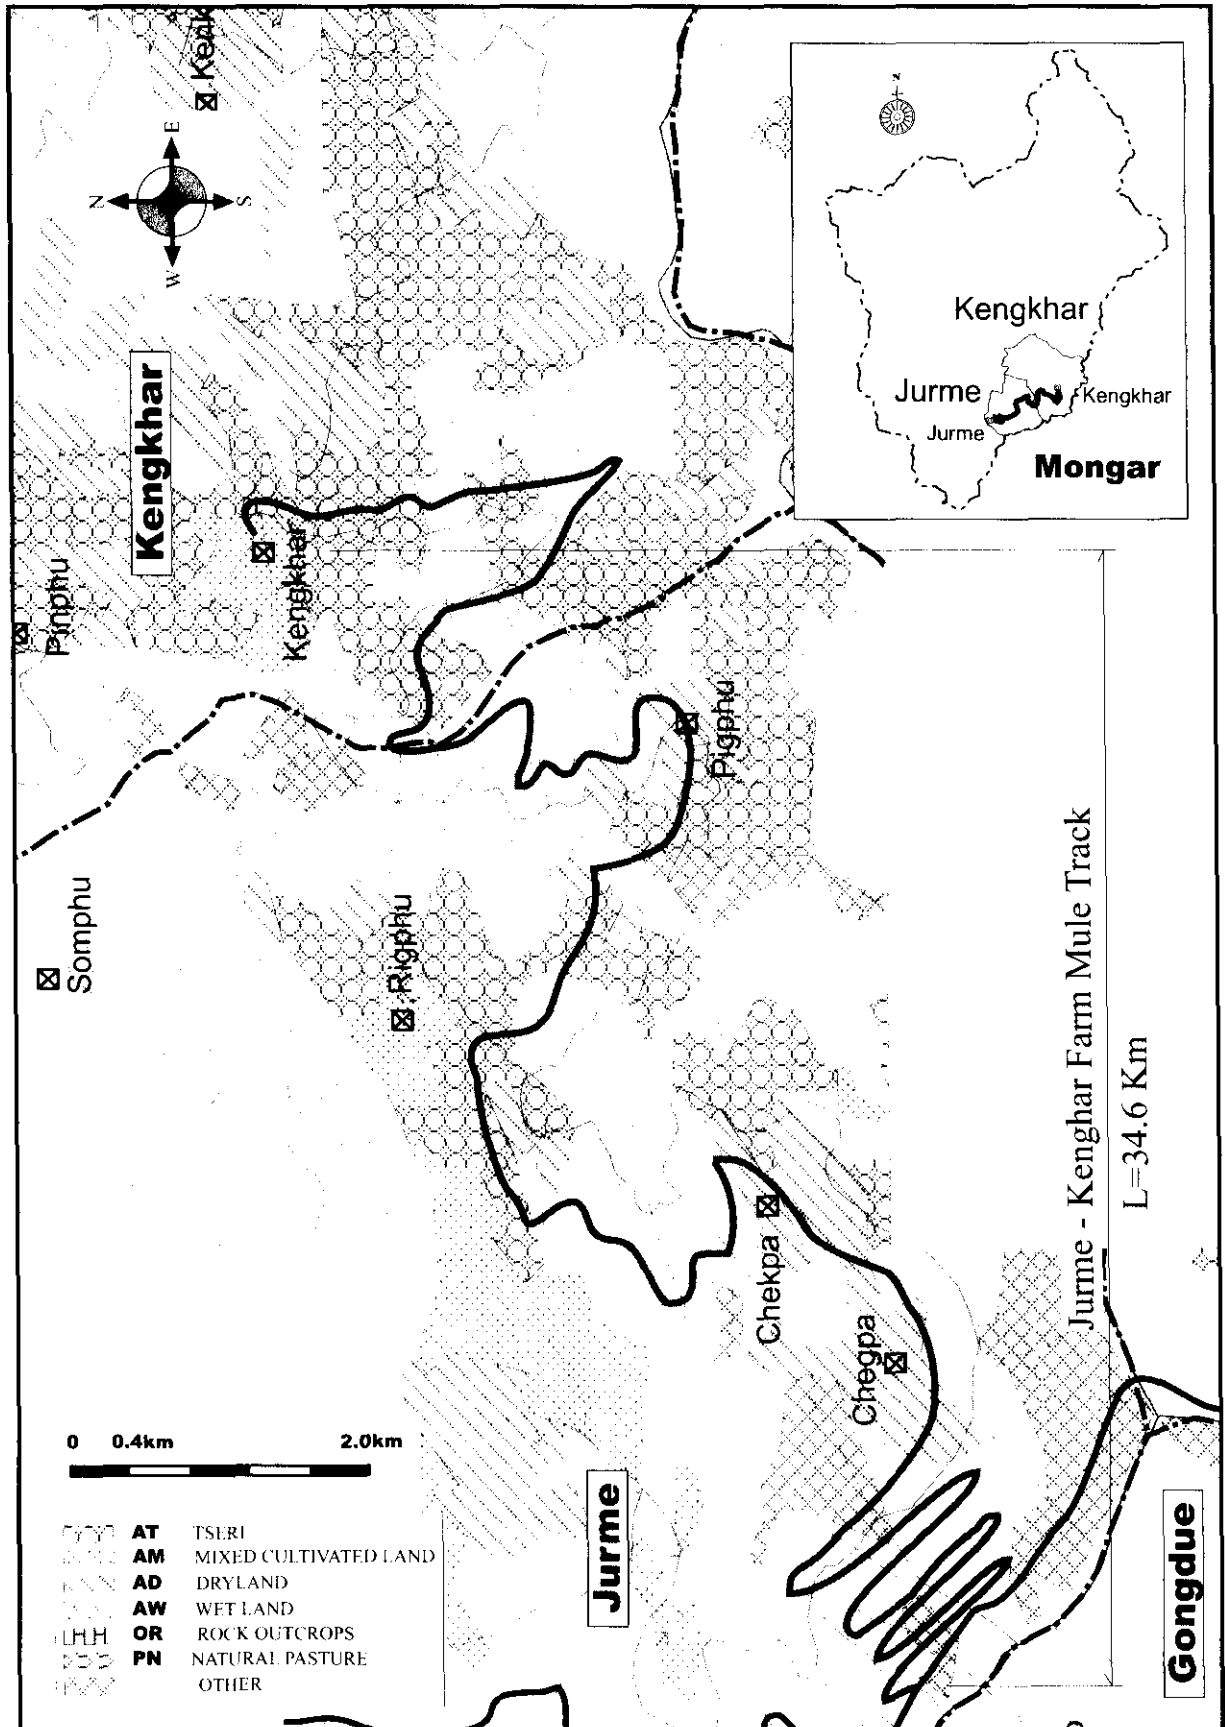 Kenk
N
E
S
W
N
Kengkhar
Jurme
Kengkhar
Jurme
Mongar
Kengkhar
Pinphu
Kengkhar
Pigphu
Somphu
Rigphu
Chekpa
Chegpa
Jurme
Gongdue
Jurme - Kenghar Farm Mule Track
L=34.6 Km
0 0.4km 2.0km
AT TSERI
AM MIXED CULTIVATED LAND
AD DRYLAND
AW WET LAND
OR ROCK OUTCROPS
PN NATURAL PASTURE
OTHER